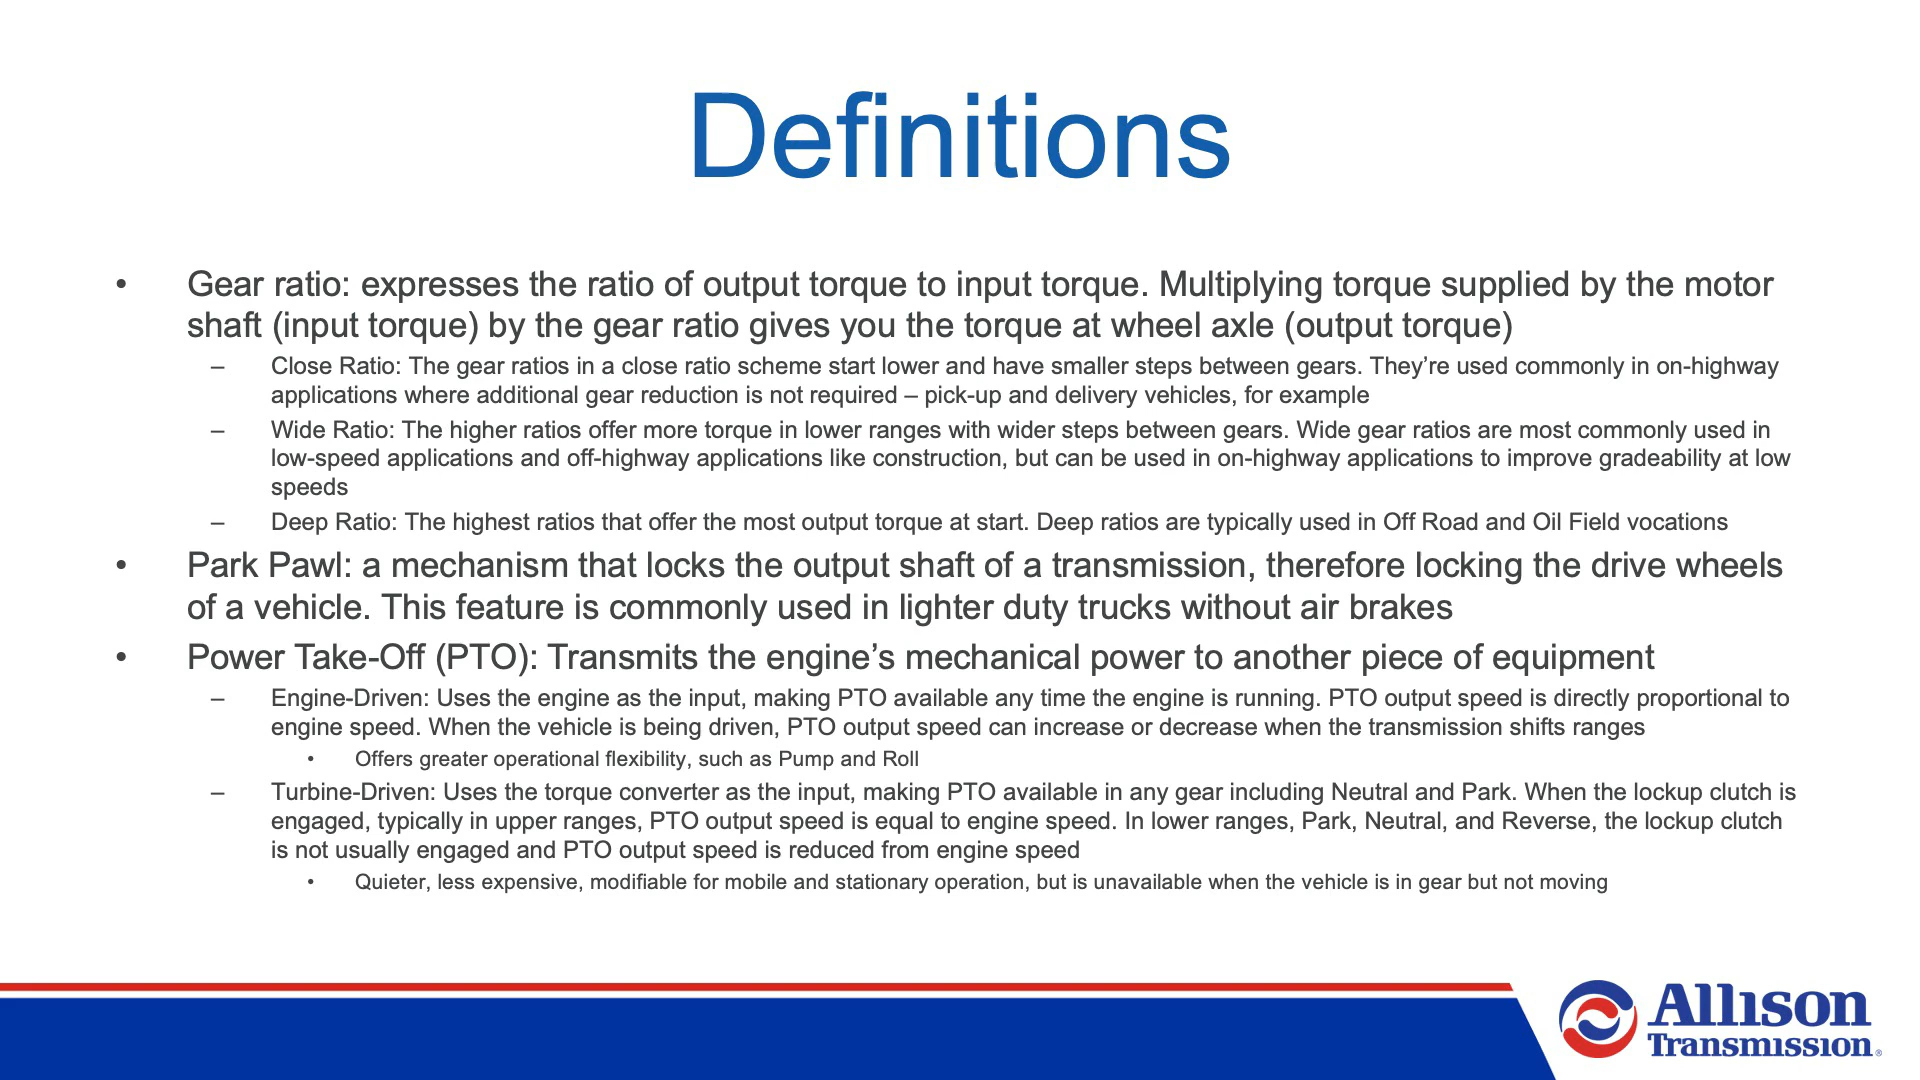 Definitions
• Gear ratio: expresses the ratio of output torque to input torque. Multiplying torque supplied by the motor
shaft (input torque) by the gear ratio gives you the torque at wheel axle (output torque)
– Close Ratio: The gear ratios in a close ratio scheme start lower and have smaller steps between gears. They’re used commonly in on-highway
applications where additional gear reduction is not required – pick-up and delivery vehicles, for example
– Wide Ratio: The higher ratios offer more torque in lower ranges with wider steps between gears. Wide gear ratios are most commonly used in
low-speed applications and off-highway applications like construction, but can be used in on-highway applications to improve gradeability at low
speeds
– Deep Ratio: The highest ratios that offer the most output torque at start. Deep ratios are typically used in Off Road and Oil Field vocations
• Park Pawl: a mechanism that locks the output shaft of a transmission, therefore locking the drive wheels
of a vehicle. This feature is commonly used in lighter duty trucks without air brakes
• Power Take-Off (PTO): Transmits the engine’s mechanical power to another piece of equipment
– Engine-Driven: Uses the engine as the input, making PTO available any time the engine is running. PTO output speed is directly proportional to
engine speed. When the vehicle is being driven, PTO output speed can increase or decrease when the transmission shifts ranges
• Offers greater operational flexibility, such as Pump and Roll
– Turbine-Driven: Uses the torque converter as the input, making PTO available in any gear including Neutral and Park. When the lockup clutch is
engaged, typically in upper ranges, PTO output speed is equal to engine speed. In lower ranges, Park, Neutral, and Reverse, the lockup clutch
is not usually engaged and PTO output speed is reduced from engine speed
• Quieter, less expensive, modifiable for mobile and stationary operation, but is unavailable when the vehicle is in gear but not moving
Allison
Transmission®